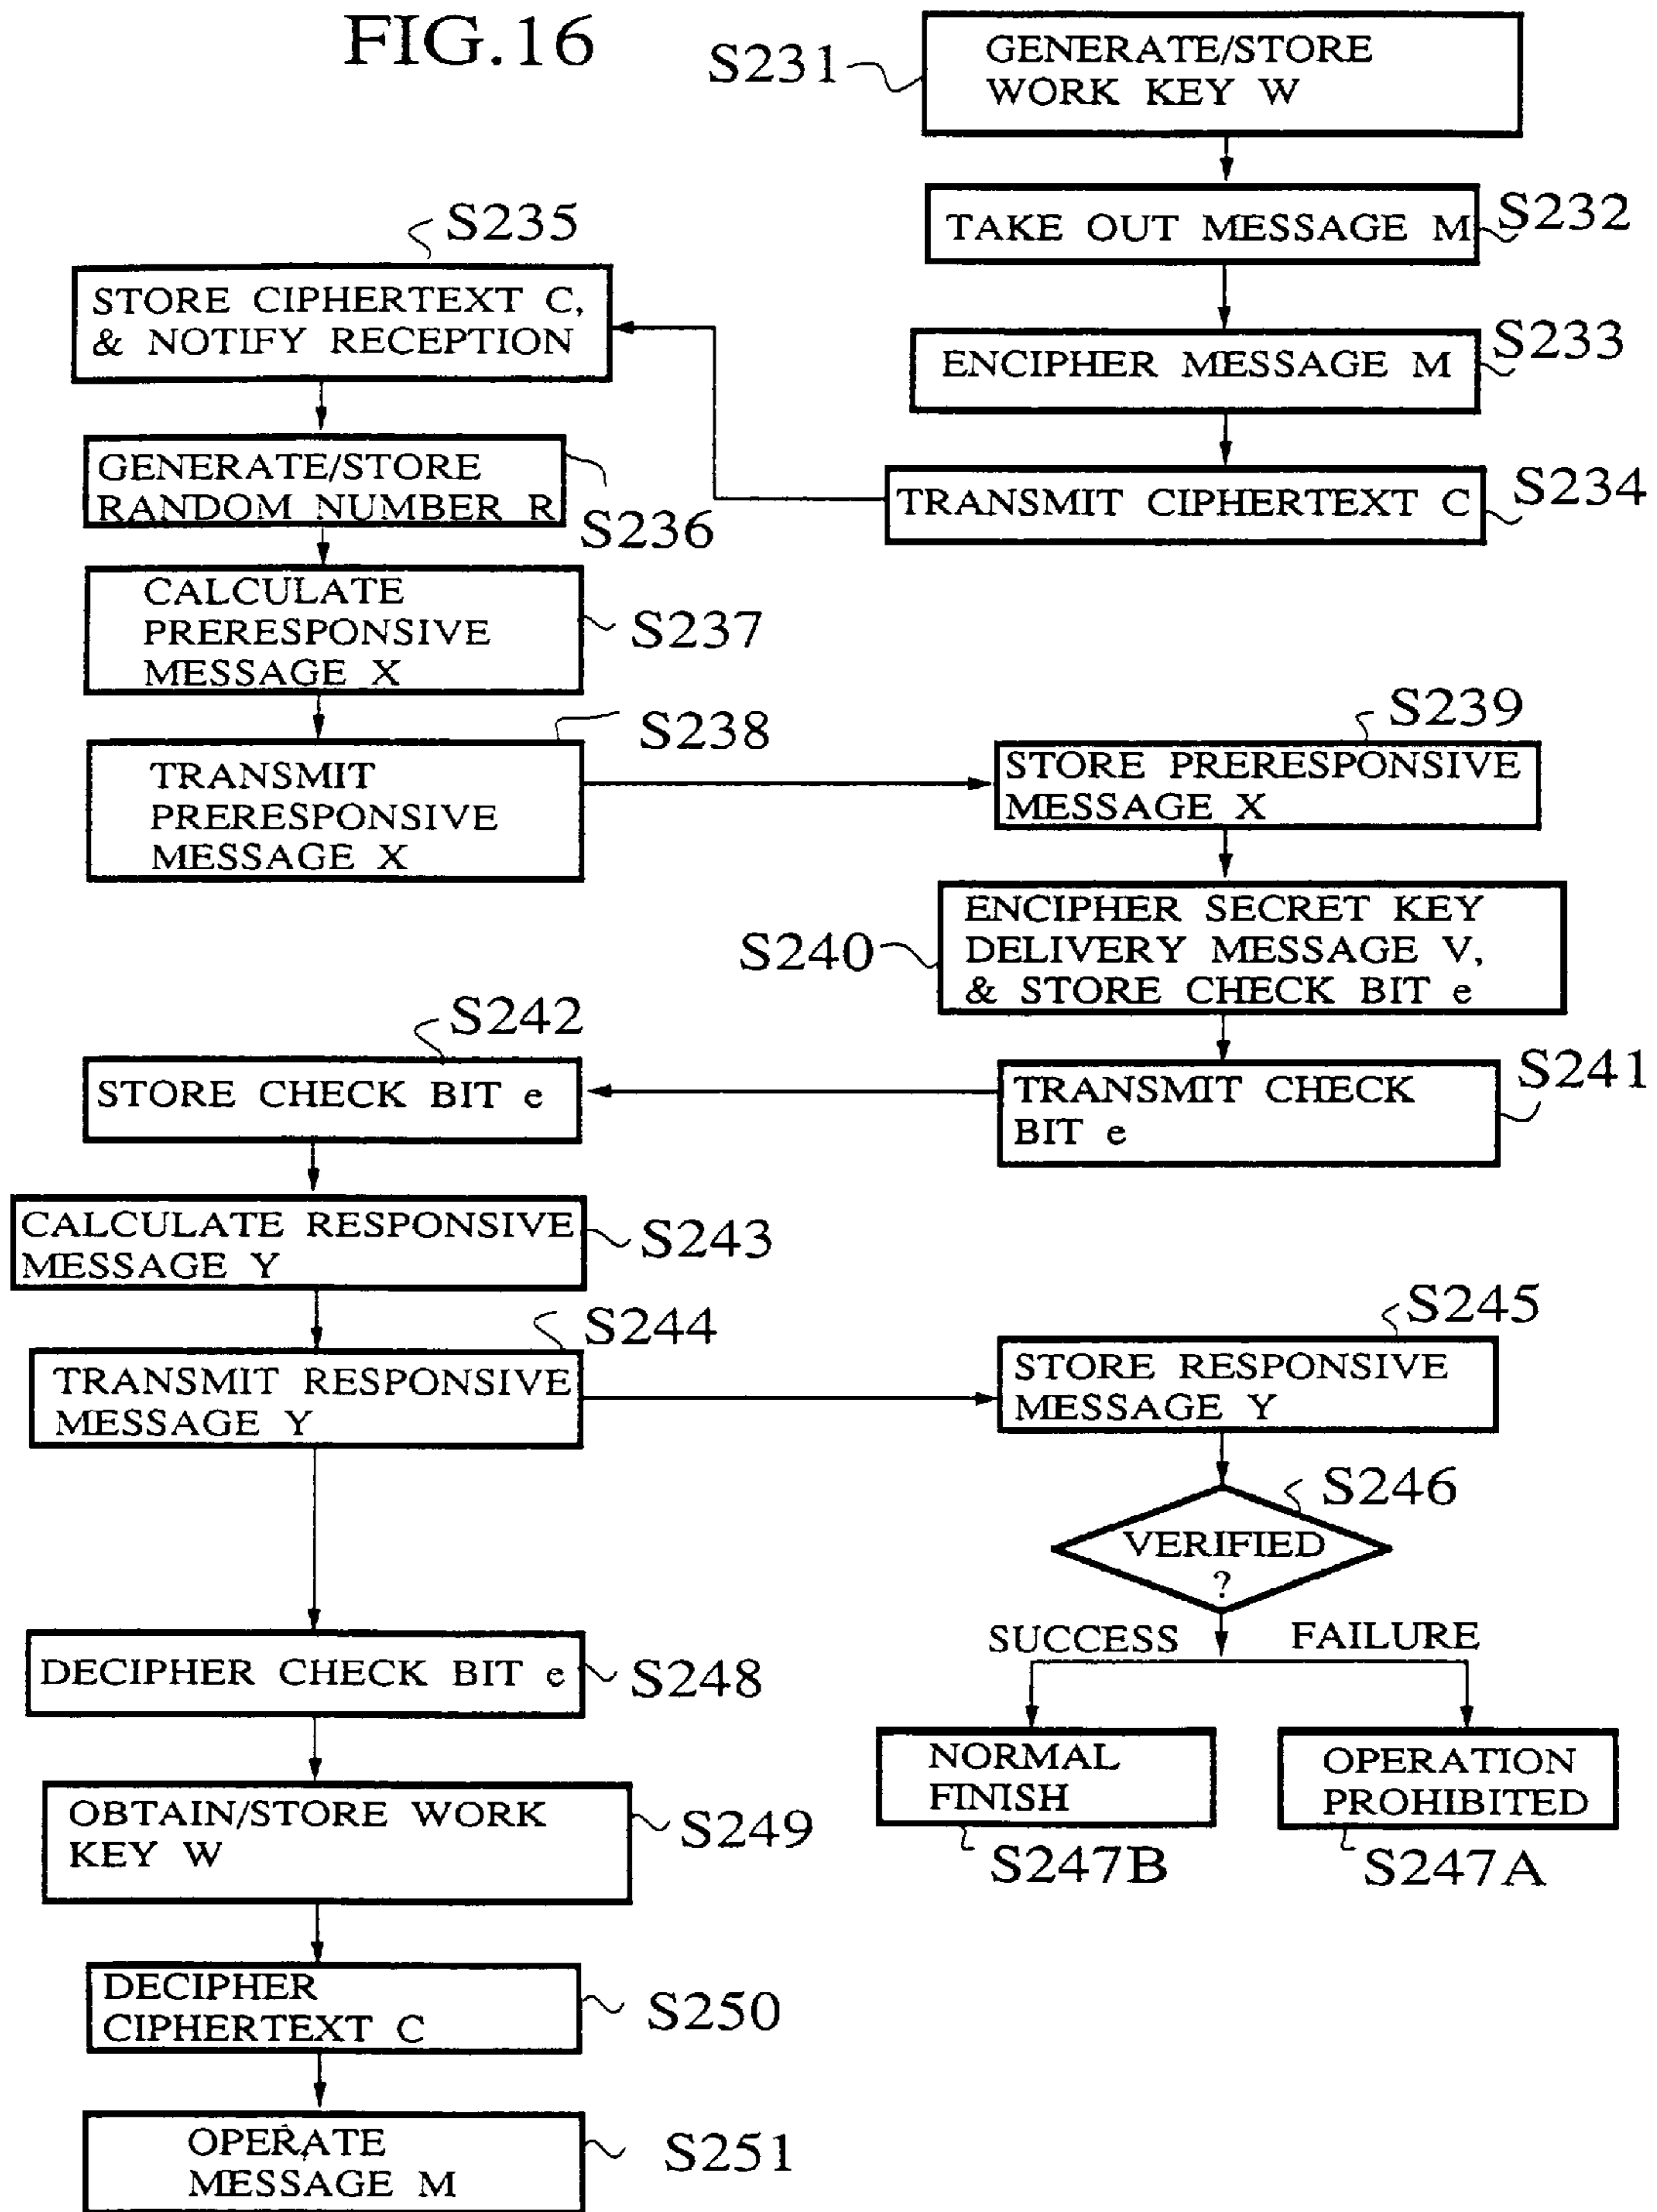 FIG.16
S231
GENERATE/STORE
WORK KEY W
TAKE OUT MESSAGE M
S232
ENCIPHER MESSAGE M
S233
TRANSMIT CIPHERTEXT C
S234
S235
STORE CIPHERTEXT C,
& NOTIFY RECEPTION
GENERATE/STORE
RANDOM NUMBER R
S236
CALCULATE
PRERESPONSIVE
MESSAGE X
S237
S238
TRANSMIT
PRERESPONSIVE
MESSAGE X
S239
STORE PRERESPONSIVE
MESSAGE X
S240
ENCIPHER SECRET KEY
DELIVERY MESSAGE V,
& STORE CHECK BIT e
TRANSMIT CHECK
BIT e
S241
S242
STORE CHECK BIT e
CALCULATE RESPONSIVE
MESSAGE Y
S243
S244
TRANSMIT RESPONSIVE
MESSAGE Y
S245
STORE RESPONSIVE
MESSAGE Y
S246
VERIFIED
?
SUCCESS
FAILURE
NORMAL
FINISH
S247B
OPERATION
PROHIBITED
S247A
DECIPHER CHECK BIT e
S248
OBTAIN/STORE WORK
KEY W
S249
DECIPHER
CIPHERTEXT C
S250
OPERATE
MESSAGE M
S251